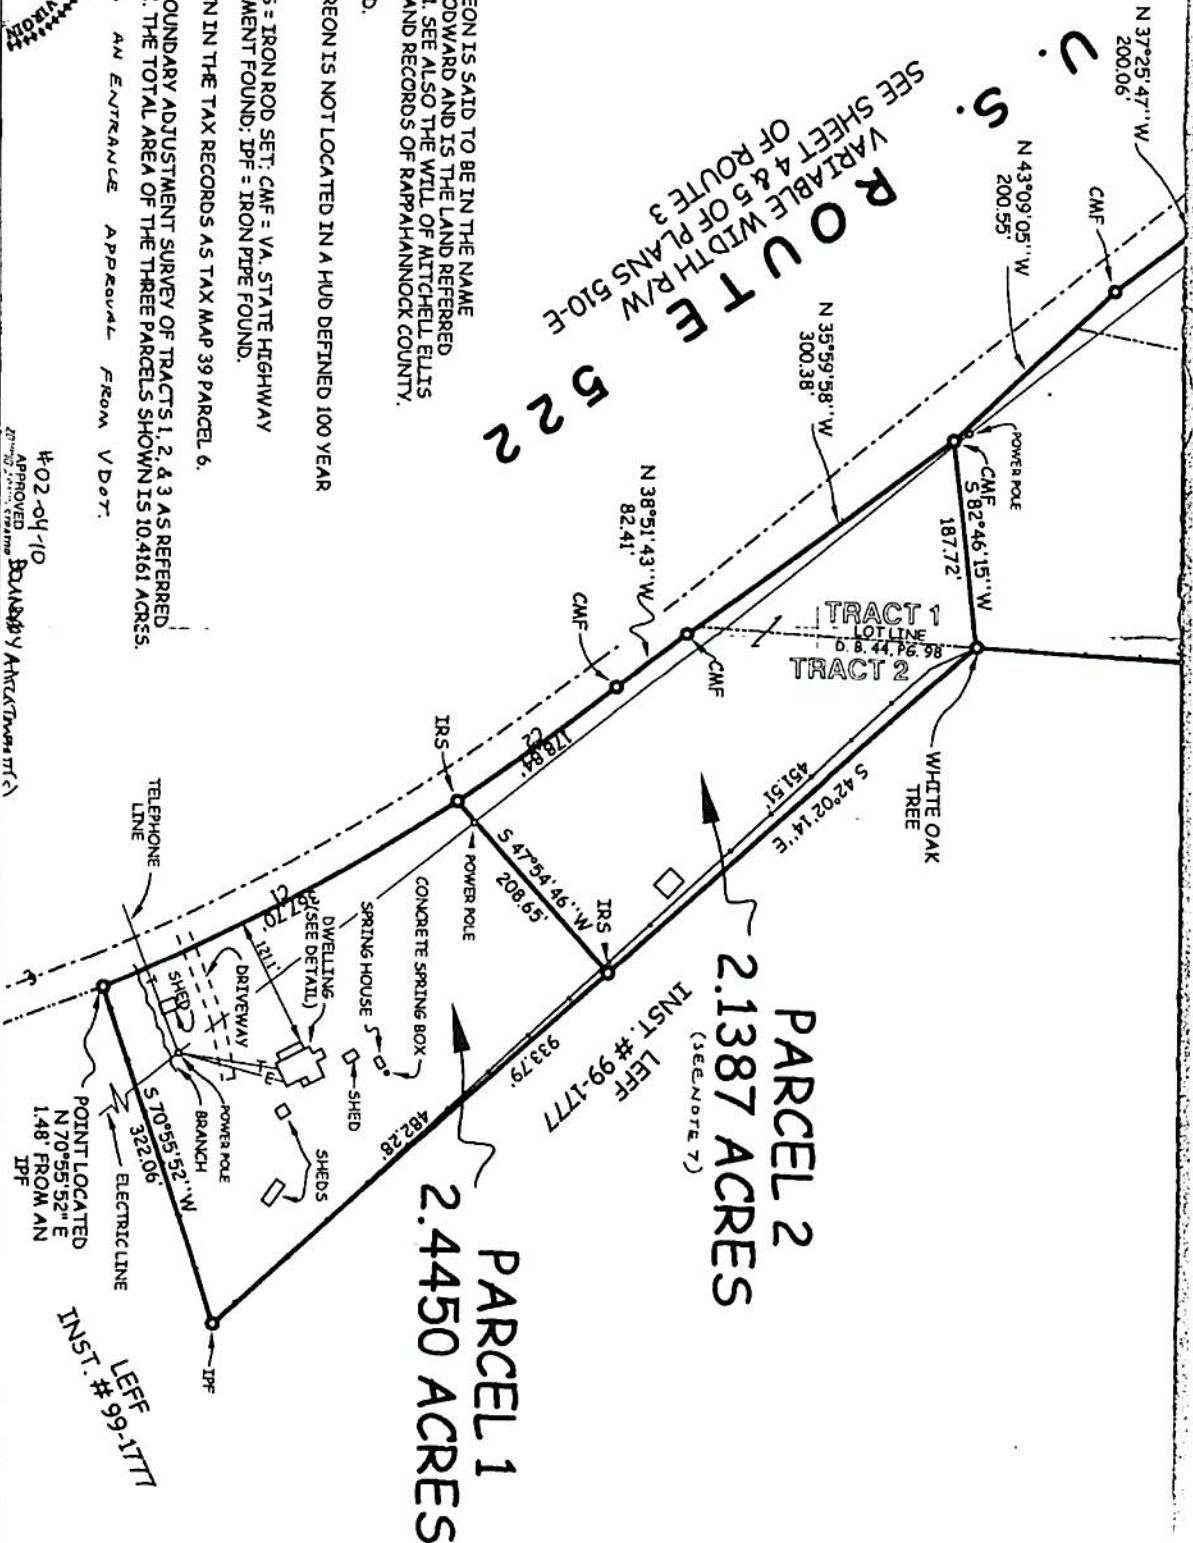 N 37°25'47"W
200.06'
U. S. ROUTE 522
VARIABLE WIDTH R/W
SEE SHEET 4 & 5 OF PLANS 510-E
OF ROUTE 3
CMF
N 43°09'05"W
200.55'
POWER POLE
CMF
S 82°46'15"W
187.72'
N 35°59'58"W
300.38'
TRACT 1
LOT LINE
D. B. 44, PG. 98
TRACT 2
WHITE OAK
TREE
N 38°51'43"W
82.41'
CMF
CMF
S 42°02'14"E
451.51'
C2
178.84'
IRS
POWER POLE
S 47°54'46"W
208.65'
IRS
PARCEL 2
2.1387 ACRES
(SEE NOTE 7)
LEFF
INST. # 99-1777
933.79'
482.28'
PARCEL 1
2.4450 ACRES
CONCRETE SPRING BOX
SPRING HOUSE
DWELLING
(SEE DETAIL)
C1
121.1'
DRIVEWAY
SHED
SHED
SHEDS
TELEPHONE
LINE
T
T
E
POWER POLE
BRANCH
ELECTRIC LINE
S 70°55'52"W
322.06'
POINT LOCATED
N 70°55'52"E
1.48' FROM AN
IPF
IPF
LEFF
INST. # 99-1777
EON IS SAID TO BE IN THE NAME
ODWARD AND IS THE LAND REFERRED
1. SEE ALSO THE WILL OF MITCHELL ELLIS
AND RECORDS OF RAPPAHANNOCK COUNTY.
D.
REON IS NOT LOCATED IN A HUD DEFINED 100 YEAR
S = IRON ROD SET; CMF = VA. STATE HIGHWAY
MENT FOUND; IPF = IRON PIPE FOUND.
N IN THE TAX RECORDS AS TAX MAP 39 PARCEL 6.
OUNDARY ADJUSTMENT SURVEY OF TRACTS 1, 2, & 3 AS REFERRED
. THE TOTAL AREA OF THE THREE PARCELS SHOWN IS 10.4161 ACRES.
AN ENTRANCE APPROVAL FROM VDOT.
#02-04-10
APPROVED
VIRGIN